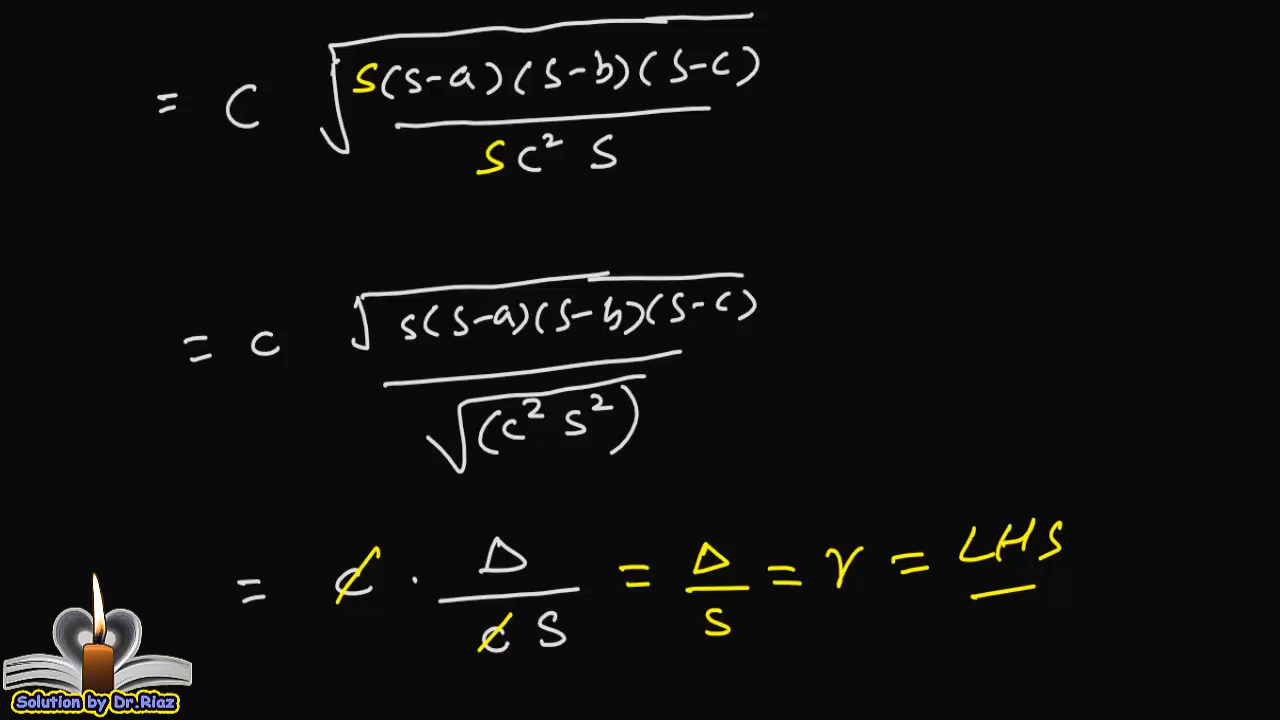 = C √(S(S-a)(S-b)(S-c) / S C² S)
= c √(S(S-a)(S-b)(S-c)) / √(C² S²)
= c · Δ / c S = Δ / S = r = LHS
Solution by Dr.Riaz